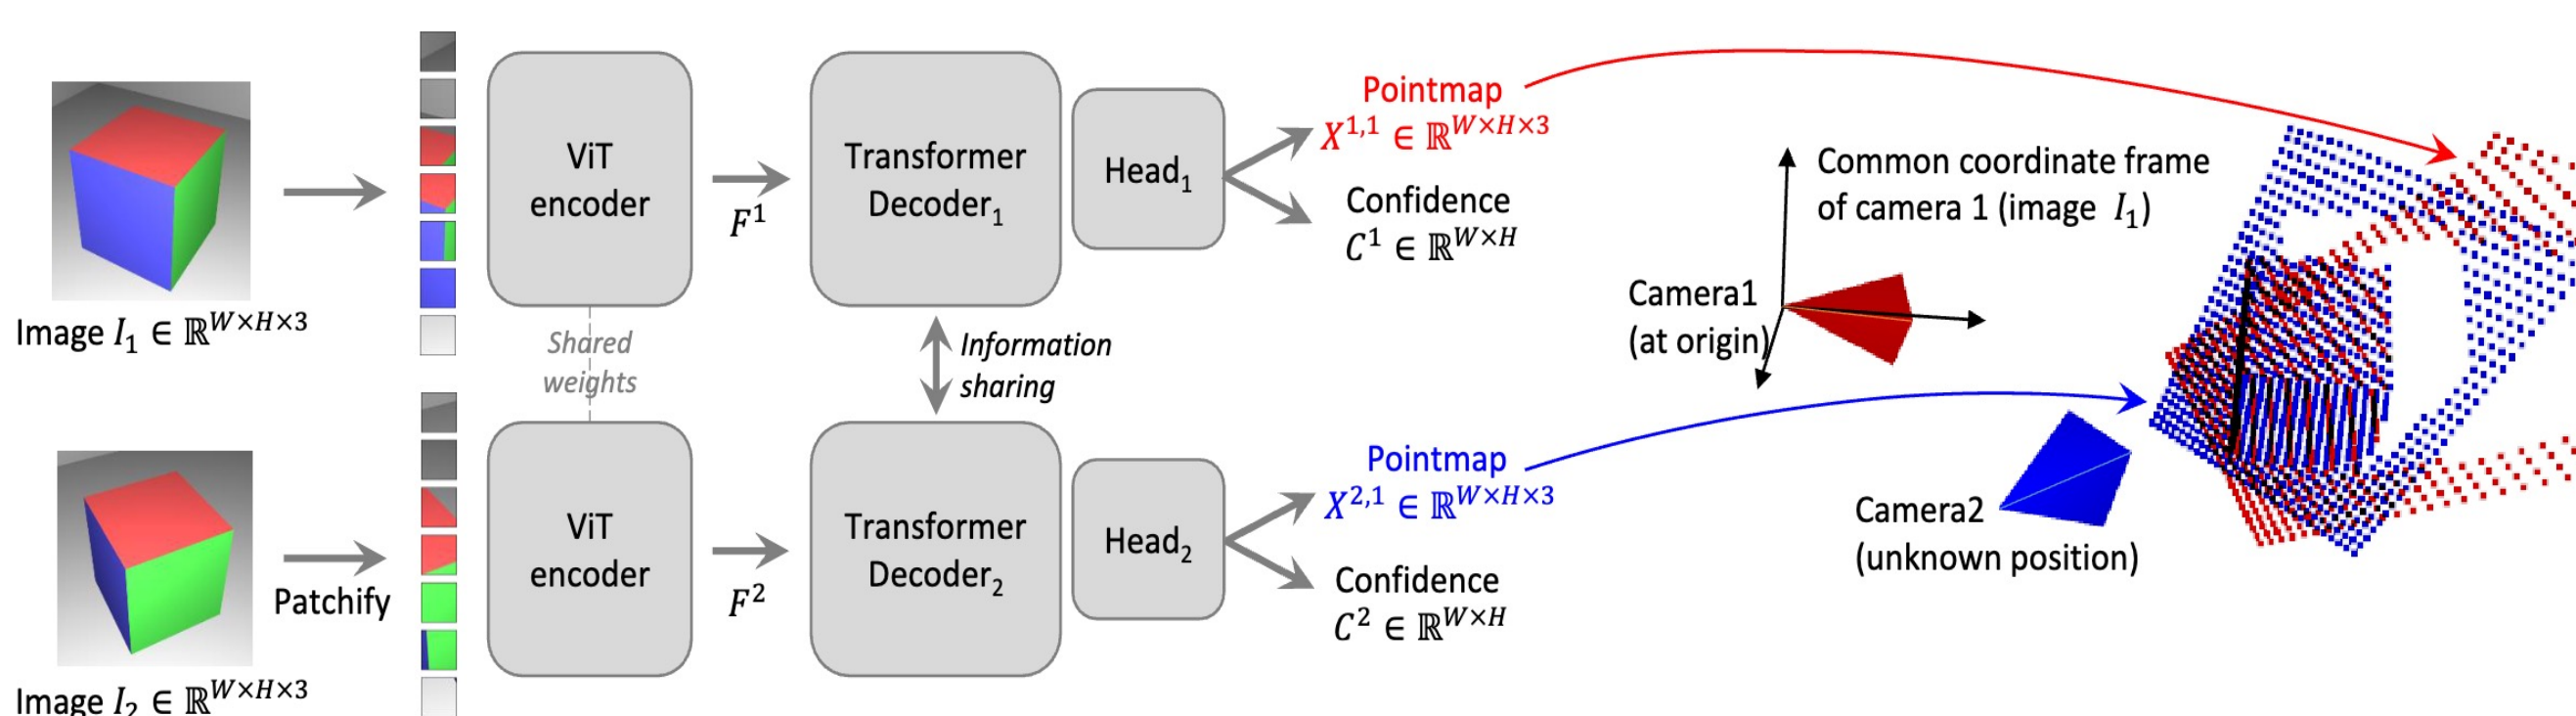 Image I₁ ∈ ℝ^{W×H×3}
ViT
encoder
F¹
Transformer
Decoder₁
Head₁
Pointmap
X^{1,1} ∈ ℝ^{W×H×3}
Confidence
C¹ ∈ ℝ^{W×H}
Shared
weights
Information
sharing
Image I₂ ∈ ℝ^{W×H×3}
Patchify
ViT
encoder
F²
Transformer
Decoder₂
Head₂
Pointmap
X^{2,1} ∈ ℝ^{W×H×3}
Confidence
C² ∈ ℝ^{W×H}
Common coordinate frame
of camera 1 (image I₁)
Camera1
(at origin)
Camera2
(unknown position)